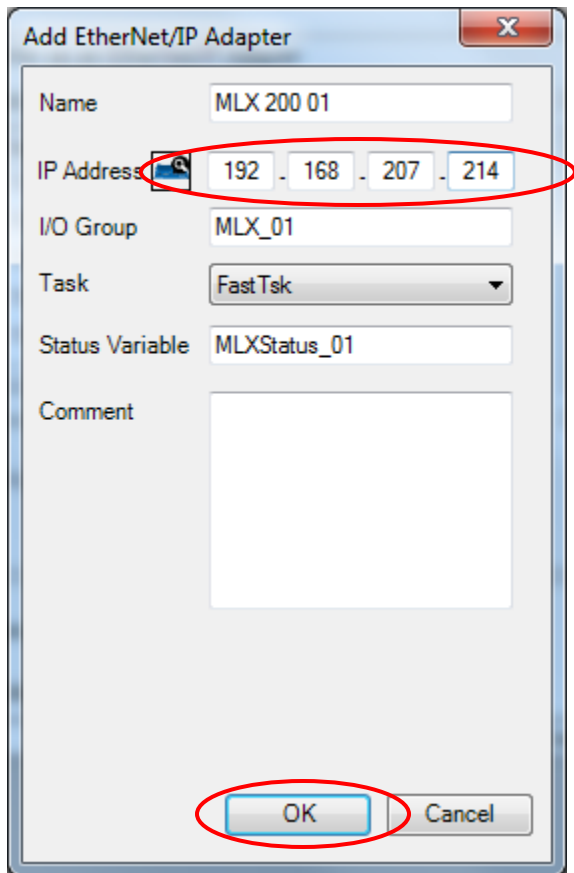 Add EtherNet/IP Adapter
Name MLX 200 01
IP Address 192 . 168 . 207 . 214
I/O Group MLX_01
Task FastTsk
Status Variable MLXStatus_01
Comment
OK Cancel